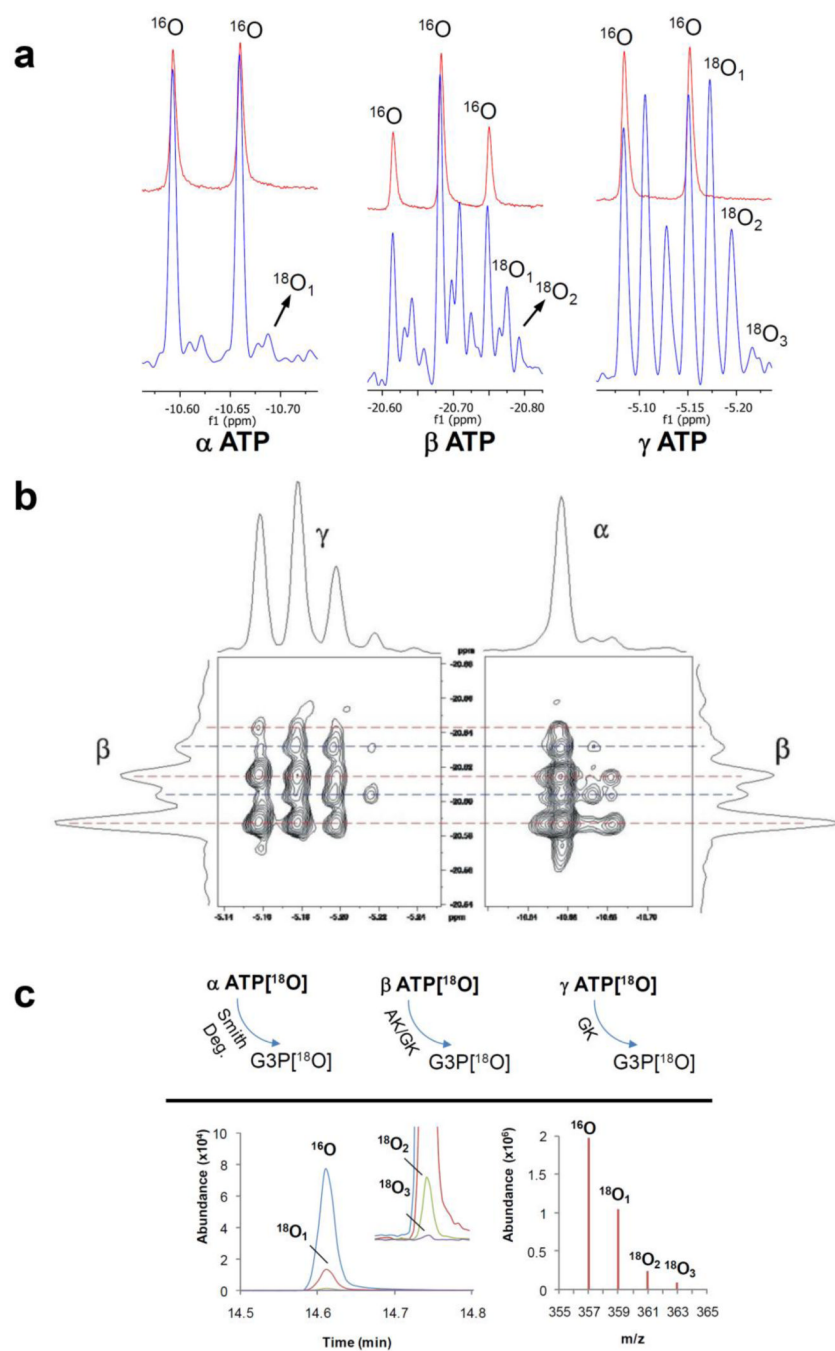 a
¹⁶O ¹⁶O
¹⁸O₁
-10.60 -10.65 -10.70
f1 (ppm)
α ATP
¹⁶O
¹⁶O ¹⁶O
¹⁸O₁
¹⁸O₂
-20.60 -20.70 -20.80
f1 (ppm)
β ATP
¹⁶O ¹⁶O
¹⁸O₁
¹⁸O₂
¹⁸O₃
-5.10 -5.15 -5.20
f1 (ppm)
γ ATP
b
γ α
β β
ppm ppm
c
α ATP[¹⁸O] β ATP[¹⁸O] γ ATP[¹⁸O]
Smith Deg. AK/GK GK
G3P[¹⁸O] G3P[¹⁸O] G3P[¹⁸O]
Abundance (x10⁴)
10
8
6
4
2
0
¹⁶O
¹⁸O₁
¹⁸O₂
¹⁸O₃
14.5 14.6 14.7 14.8
Time (min)
Abundance (x10⁶)
2
1.5
1
0.5
0
¹⁶O
¹⁸O₁
¹⁸O₂ ¹⁸O₃
355 357 359 361 363 365
m/z